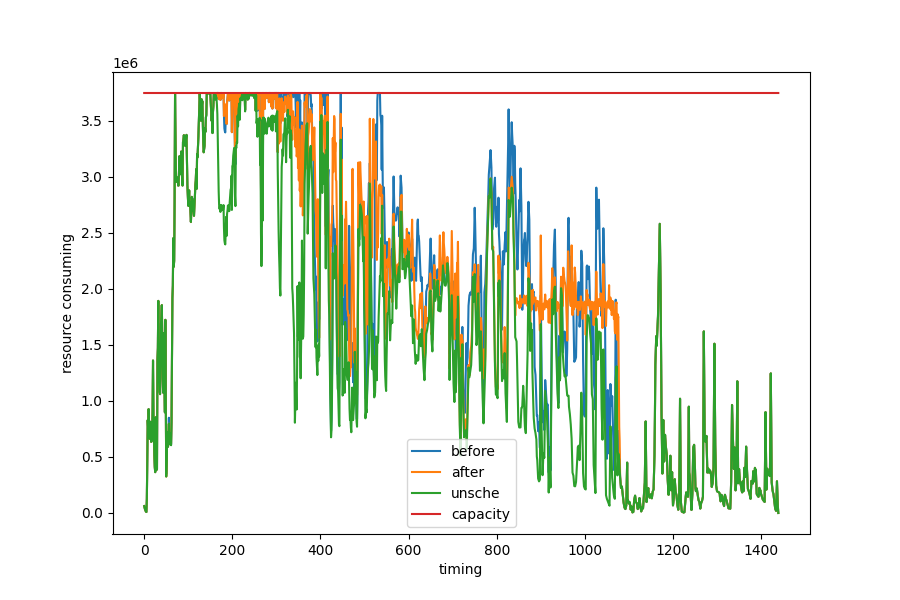 1e6
3.5
3.0
2.5
2.0
1.5
1.0
0.5
0.0
resource consuming
before
after
unsche
capacity
0 200 400 600 800 1000 1200 1400
timing